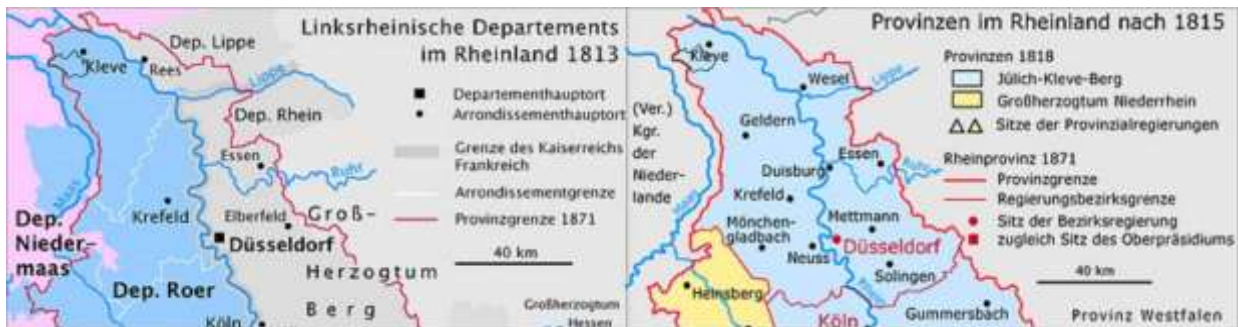 Linksrheinische Departements
im Rheinland 1813
Dep. Lippe
Kleve
Rees
Lippe
Departementhauptort
Arrondissementhauptort
Dep. Rhein
Grenze des Kaiserreichs
Frankreich
Essen
Ruhr
Arrondissementgrenze
Maas
Krefeld
Elberfeld
Groß-
Provinzgrenze 1871
Dep.
Nieder-
maas
Düsseldorf
40 km
Herzogtum
Dep. Roer
Berg
Großherzogtum
Hessen
Köln
Provinzen im Rheinland nach 1815
Kleve
Provinzen 1818
Wesel
Lippe
Jülich-Kleve-Berg
Großherzogtum Niederrhein
Sitze der Provinzialregierungen
(Ver.)
Kgr.
der
Nieder-
lande
Geldern
Duisburg
Essen
Ruhr
Rheinprovinz 1871
Provinzgrenze
Regierungsbezirksgrenze
Krefeld
Maas
Mönchen-
gladbach
Mettmann
Sitz der Bezirksregierung
zugleich Sitz des Oberpräsidiums
Düsseldorf
Neuss
Solingen
40 km
Heinsberg
Rhein
Gummersbach
Köln
Provinz Westfalen